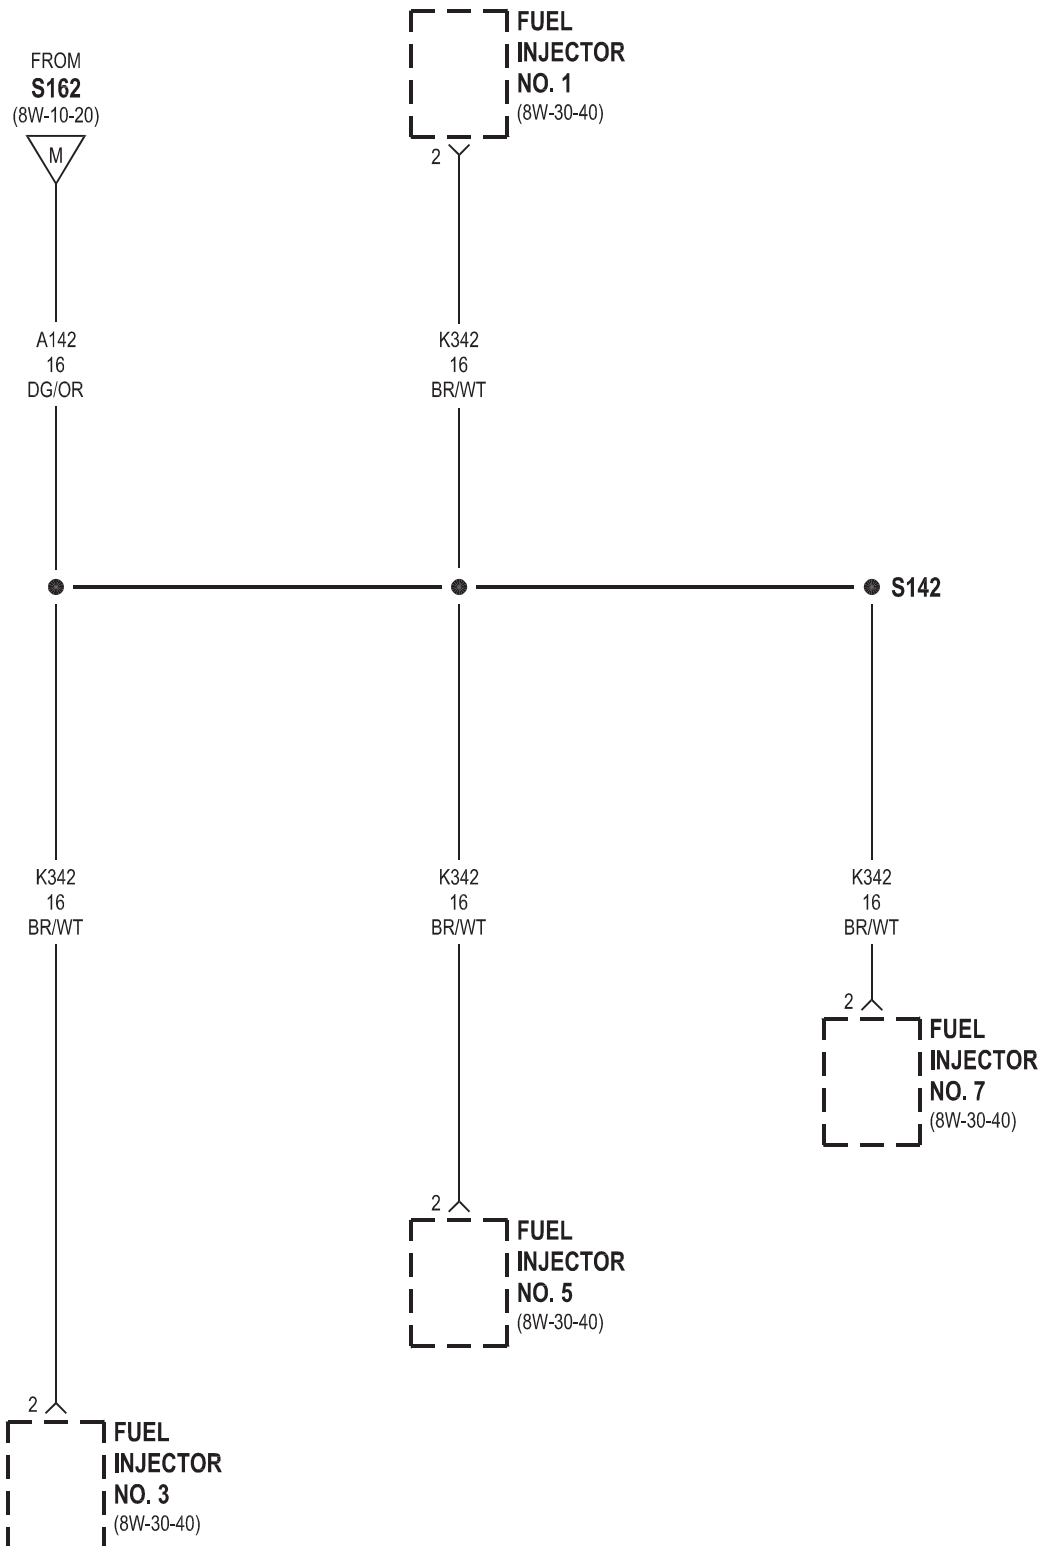 FUEL
INJECTOR
NO. 1
(8W-30-40)
2
FROM
S162
(8W-10-20)
M
A142
16
DG/OR
K342
16
BR/WT
S142
K342
16
BR/WT
K342
16
BR/WT
K342
16
BR/WT
2
FUEL
INJECTOR
NO. 7
(8W-30-40)
2
FUEL
INJECTOR
NO. 5
(8W-30-40)
2
FUEL
INJECTOR
NO. 3
(8W-30-40)